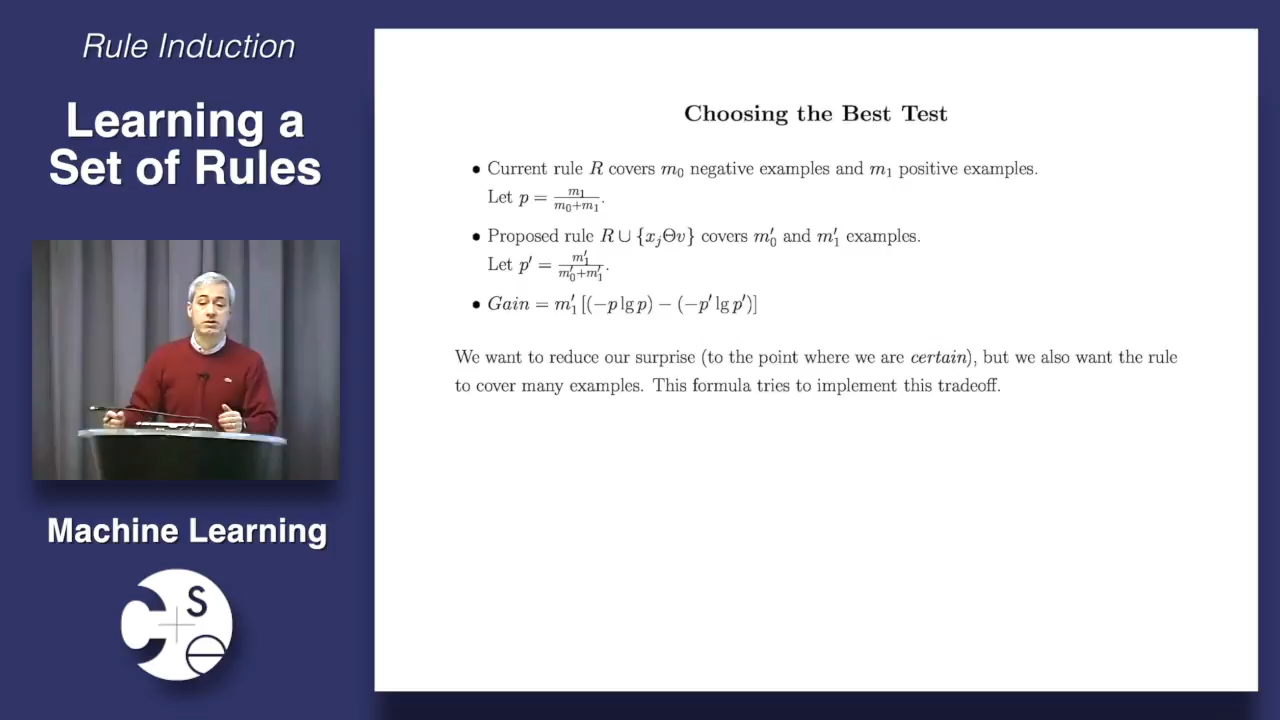 Rule Induction
Learning a
Set of Rules
Machine Learning
C + s e
Choosing the Best Test
• Current rule R covers m₀ negative examples and m₁ positive examples.
Let p = m₁/(m₀+m₁).
• Proposed rule R ∪ {xⱼΘv} covers m′₀ and m′₁ examples.
Let p′ = m′₁/(m′₀+m′₁).
• Gain = m′₁ [(−p lg p) − (−p′ lg p′)]
We want to reduce our surprise (to the point where we are certain), but we also want the rule
to cover many examples. This formula tries to implement this tradeoff.